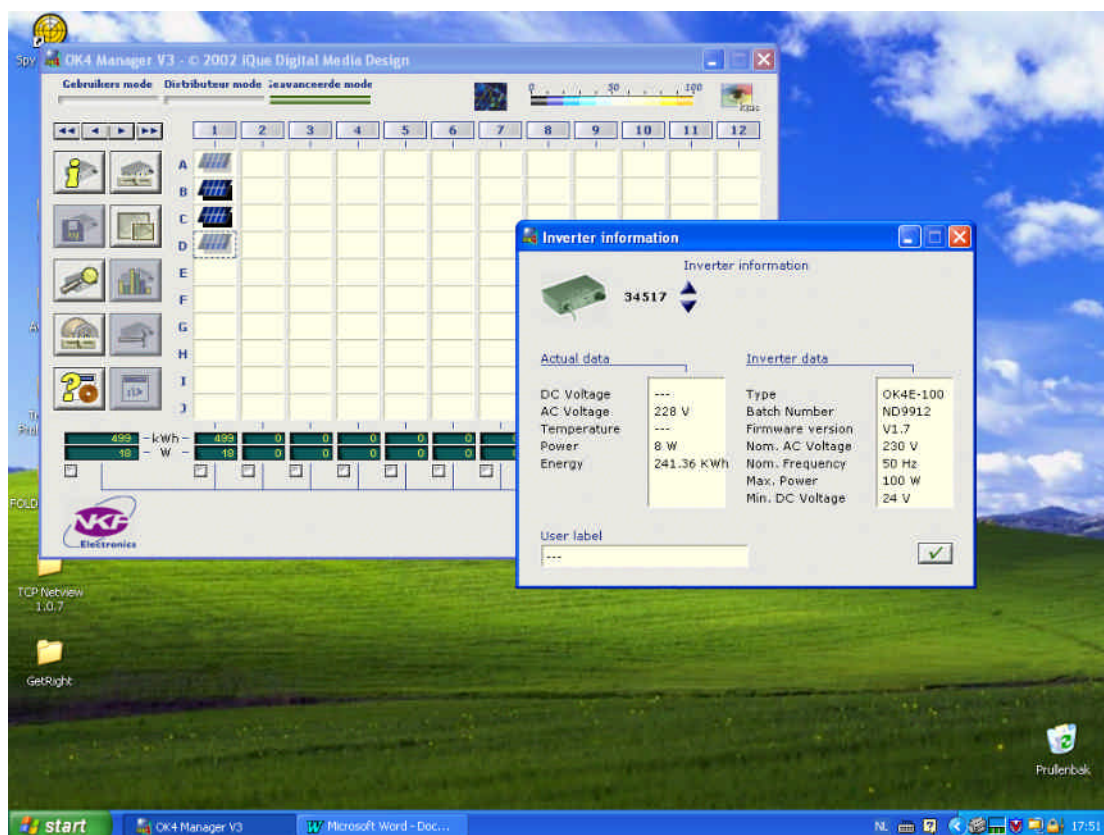 Spy
OK4 Manager V3 - © 2002 iQue Digital Media Design
Gebruikers mode Distributeur mode Geavanceerde mode
0 50 100
1 2 3 4 5 6 7 8 9 10 11 12
A
B
C
D
E
F
G
H
I
J
499 - kWh - 499 0 0 0 0 0
18 - W - 18 0 0 0 0 0
NKF
Electronics
Inverter information
Inverter information
34517
Actual data
DC Voltage ---
AC Voltage 228 V
Temperature ---
Power 8 W
Energy 241.36 KWh
Inverter data
Type OK4E-100
Batch Number ND9912
Firmware version V1.7
Nom. AC Voltage 230 V
Nom. Frequency 50 Hz
Max. Power 100 W
Min. DC Voltage 24 V
User label
---
TCP Netview
1.0.7
GetRight
Prullenbak
start
OK4 Manager V3
Microsoft Word - Doc...
NL
17:51